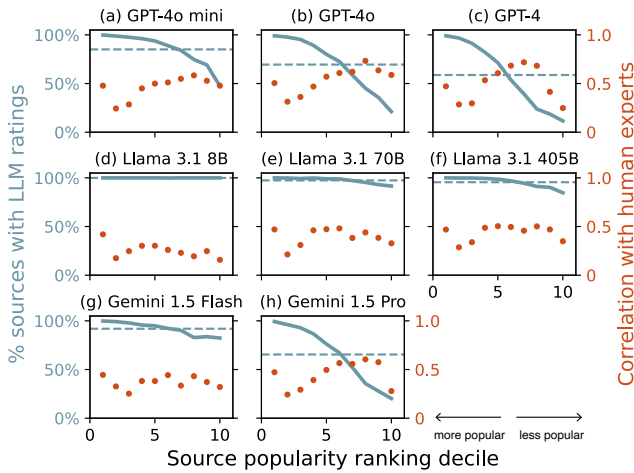 (a) GPT-4o mini
(b) GPT-4o
(c) GPT-4
100%
50%
0%
1.0
0.5
0.0
(d) Llama 3.1 8B
(e) Llama 3.1 70B
(f) Llama 3.1 405B
100%
50%
0%
1.0
0.5
0.0
(g) Gemini 1.5 Flash
(h) Gemini 1.5 Pro
100%
50%
0%
1.0
0.5
0
0 5 10
0 5 10
0 5 10
more popular
less popular
Source popularity ranking decile
% sources with LLM ratings
Correlation with human experts